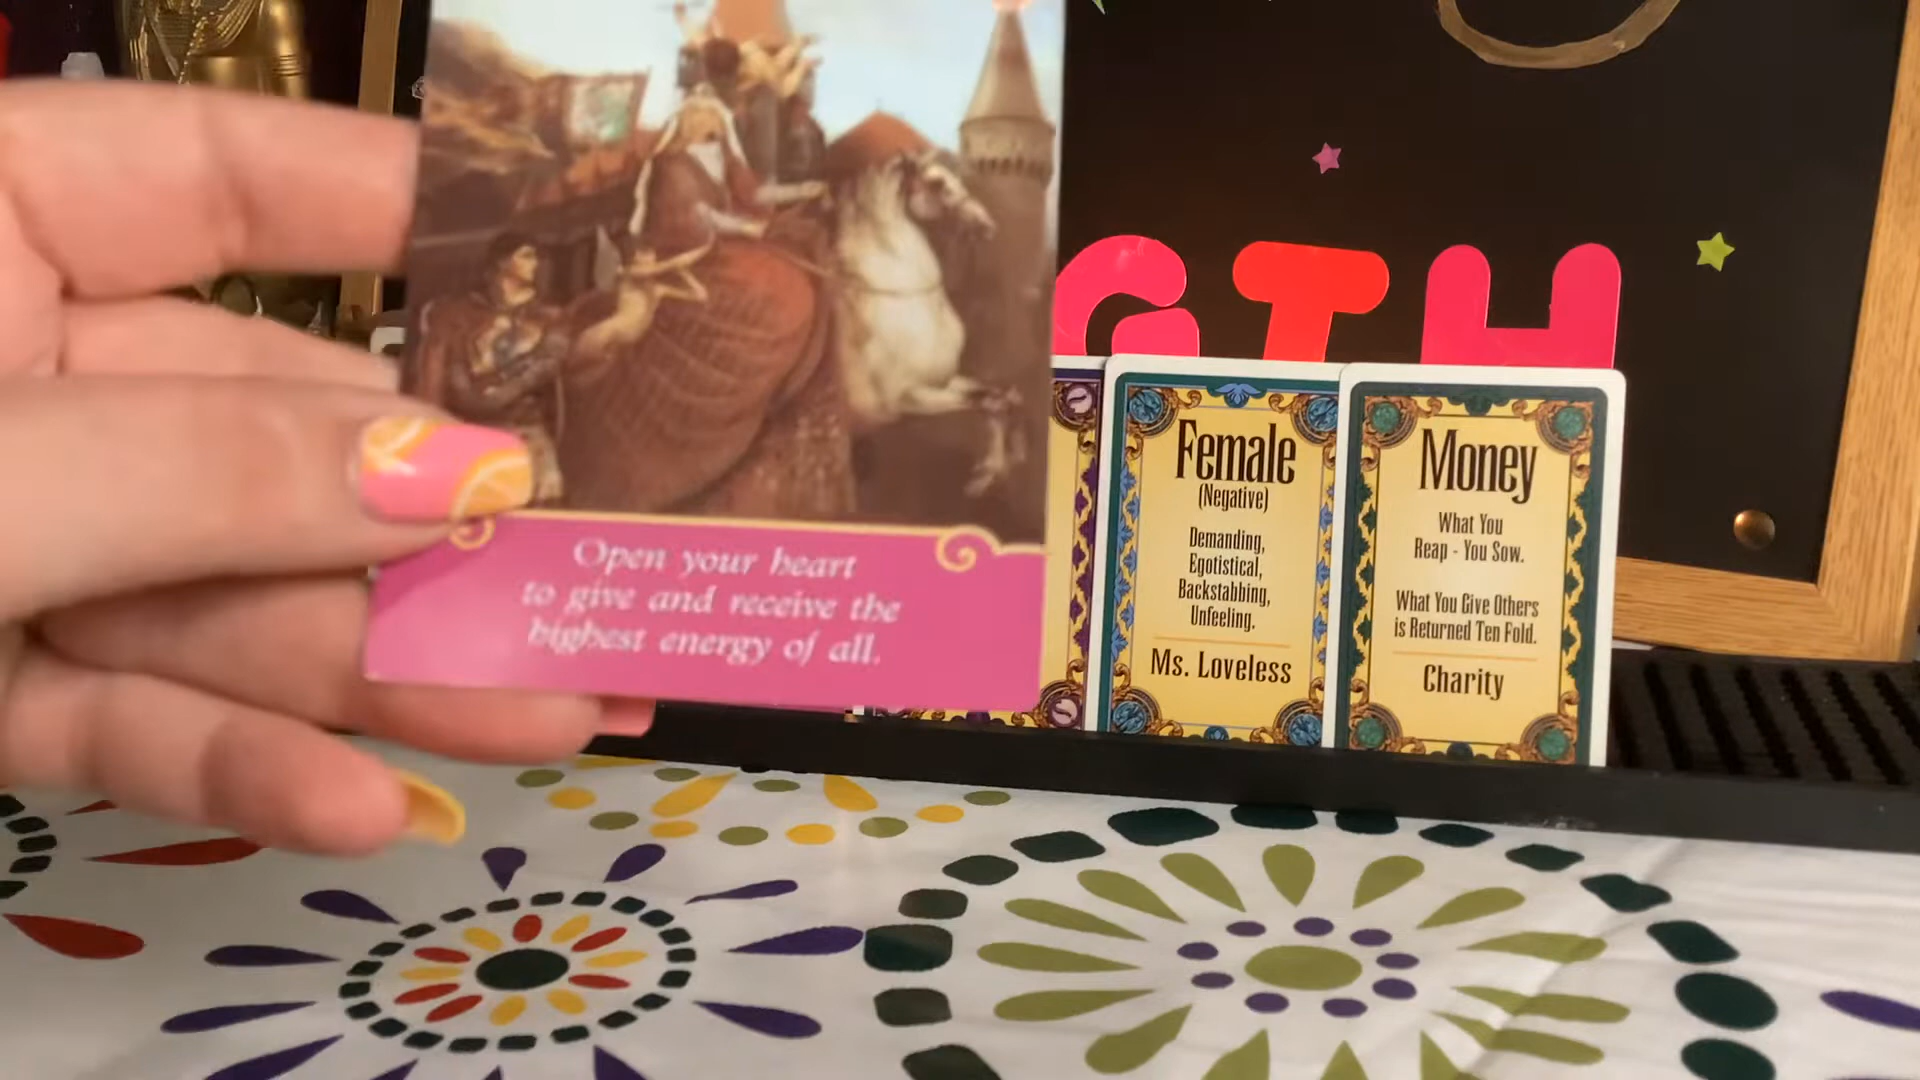 GTH
Open your heart
to give and receive the
highest energy of all.
Female
(Negative)
Demanding,
Egotistical,
Backstabbing,
Unfeeling.
Ms. Loveless
Money
What You
Reap - You Sow.
What You Give Others
is Returned Ten Fold.
Charity